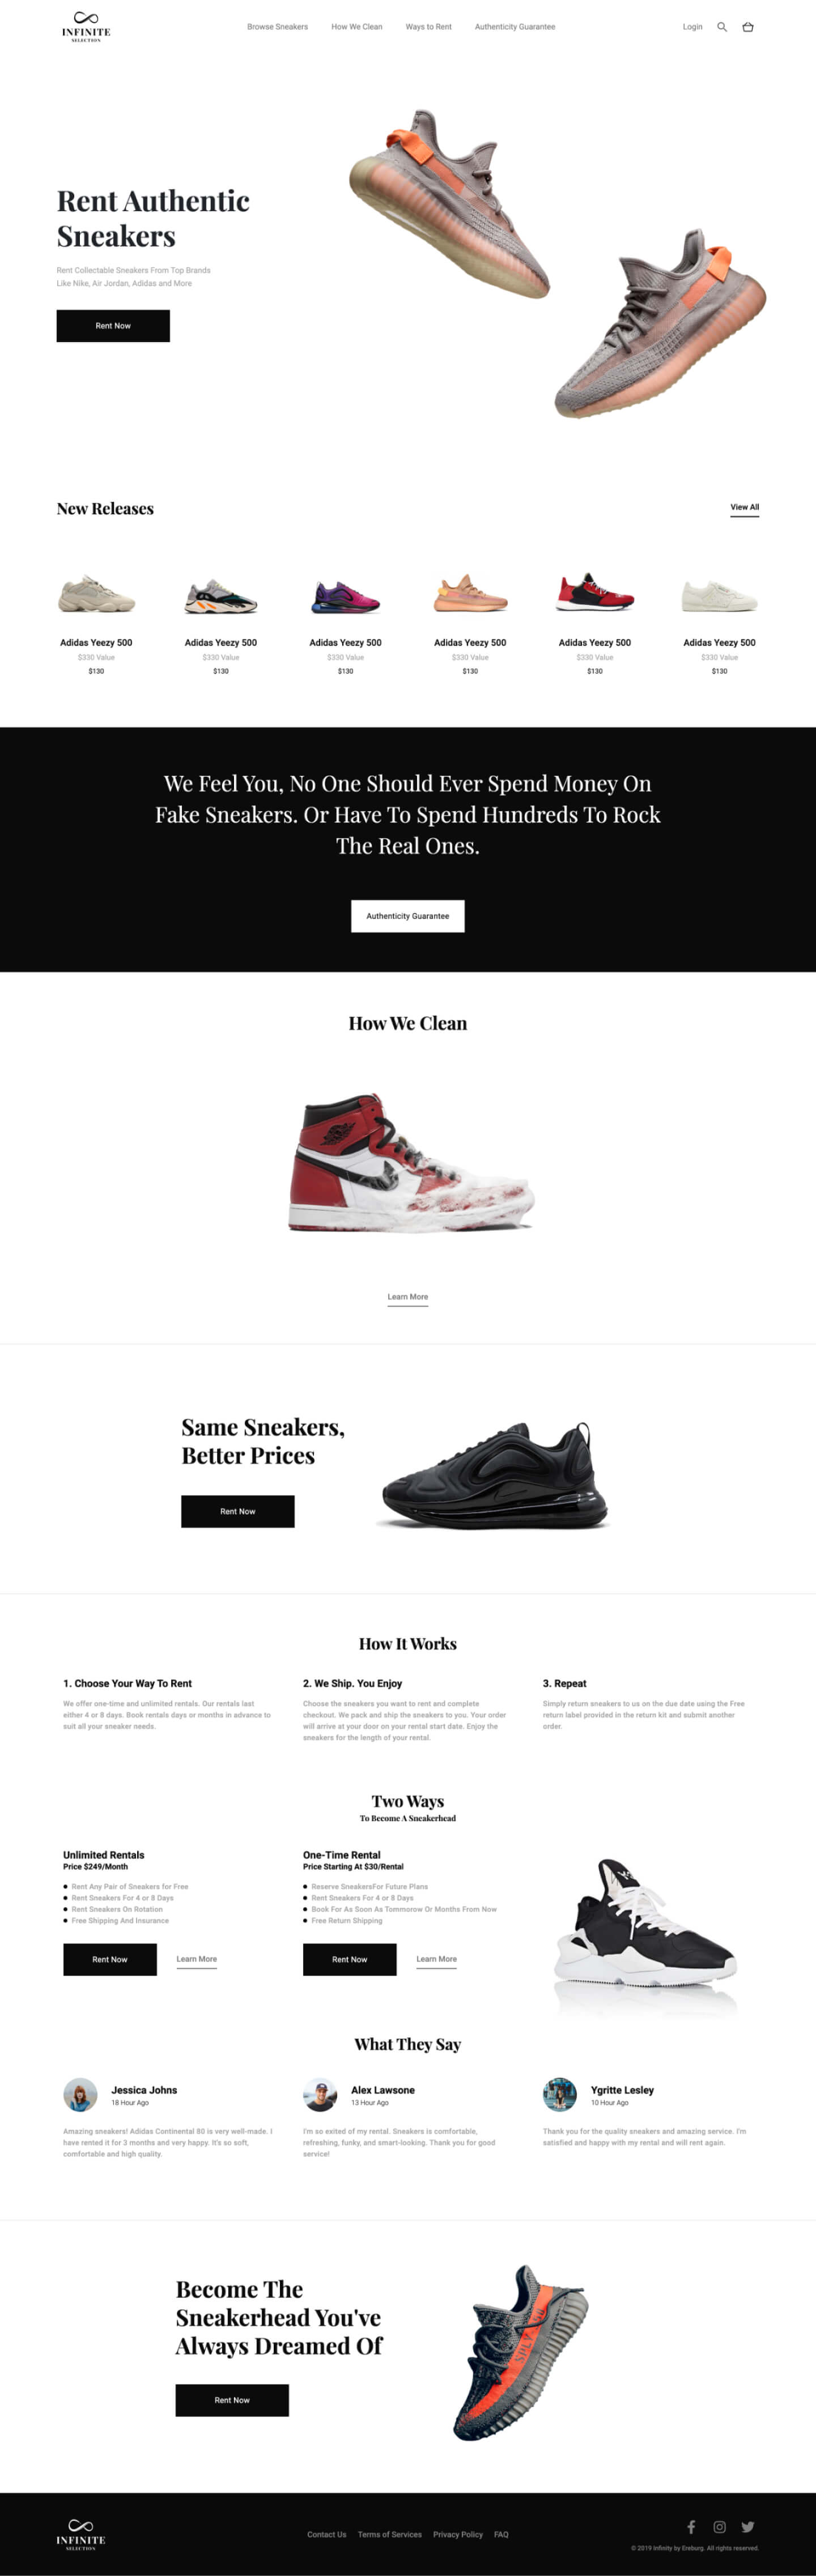 INFINITE
SELECTION
Browse Sneakers
How We Clean
Ways to Rent
Authenticity Guarantee
Login
Rent Authentic
Sneakers
Rent Collectable Sneakers From Top Brands
Like Nike, Air Jordan, Adidas and More
Rent Now
New Releases
View All
Adidas Yeezy 500
$330 Value
$130
Adidas Yeezy 500
$330 Value
$130
Adidas Yeezy 500
$330 Value
$130
Adidas Yeezy 500
$330 Value
$130
Adidas Yeezy 500
$330 Value
$130
Adidas Yeezy 500
$330 Value
$130
We Feel You, No One Should Ever Spend Money On
Fake Sneakers. Or Have To Spend Hundreds To Rock
The Real Ones.
Authenticity Guarantee
How We Clean
Learn More
Same Sneakers,
Better Prices
Rent Now
How It Works
1. Choose Your Way To Rent
We offer one-time and unlimited rentals. Our rentals last
either 4 or 8 days. Book rentals days or months in advance to
suit all your sneaker needs.
2. We Ship. You Enjoy
Choose the sneakers you want to rent and complete
checkout. We pack and ship the sneakers to you. Your order
will arrive at your door on your rental start date. Enjoy the
sneakers for the length of your rental.
3. Repeat
Simply return sneakers to us on the due date using the Free
return label provided in the return kit and submit another
order.
Two Ways
To Become A Sneakerhead
Unlimited Rentals
Price $249/Month
Rent Any Pair of Sneakers for Free
Rent Sneakers For 4 or 8 Days
Rent Sneakers On Rotation
Free Shipping And Insurance
Rent Now
Learn More
One-Time Rental
Price Starting At $30/Rental
Reserve SneakersFor Future Plans
Rent Sneakers For 4 or 8 Days
Book For As Soon As Tommorow Or Months From Now
Free Return Shipping
Rent Now
Learn More
What They Say
Jessica Johns
18 Hour Ago
Amazing sneakers! Adidas Continental 80 is very well-made. I
have rented it for 3 months and very happy. It's so soft,
comfortable and high quality.
Alex Lawsone
13 Hour Ago
I'm so exited of my rental. Sneakers is comfortable,
refreshing, funky, and smart-looking. Thank you for good
service!
Ygritte Lesley
10 Hour Ago
Thank you for the quality sneakers and amazing service. I'm
satisfied and happy with my rental and will rent again.
Become The
Sneakerhead You've
Always Dreamed Of
Rent Now
SPLY
INFINITE
SELECTION
Contact Us
Terms of Services
Privacy Policy
FAQ
© 2019 Infinity by Ereburg. All rights reserved.